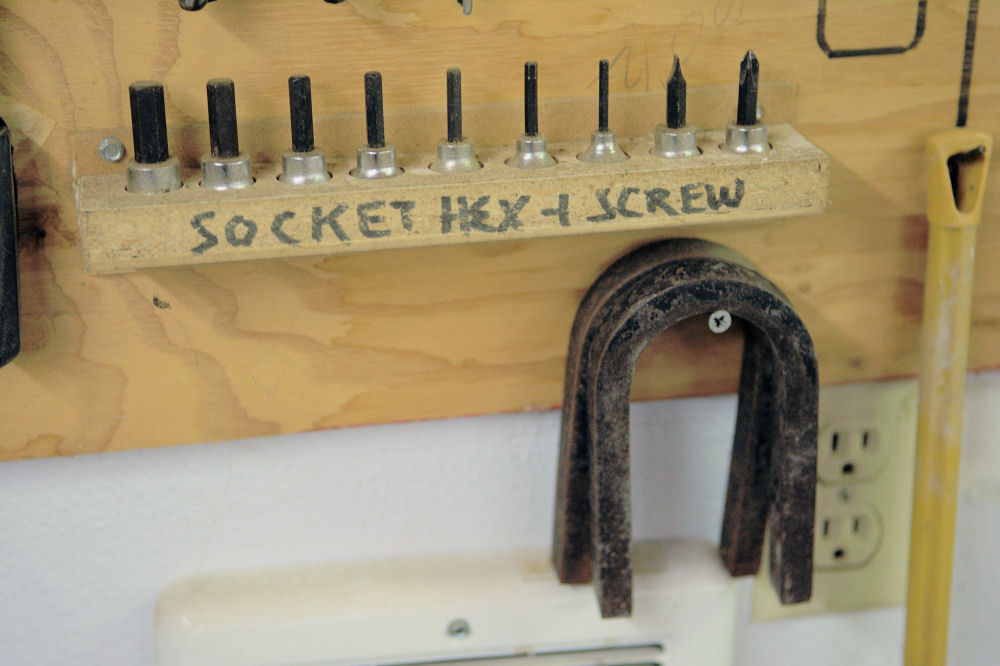 SOCKET HEX + SCREW